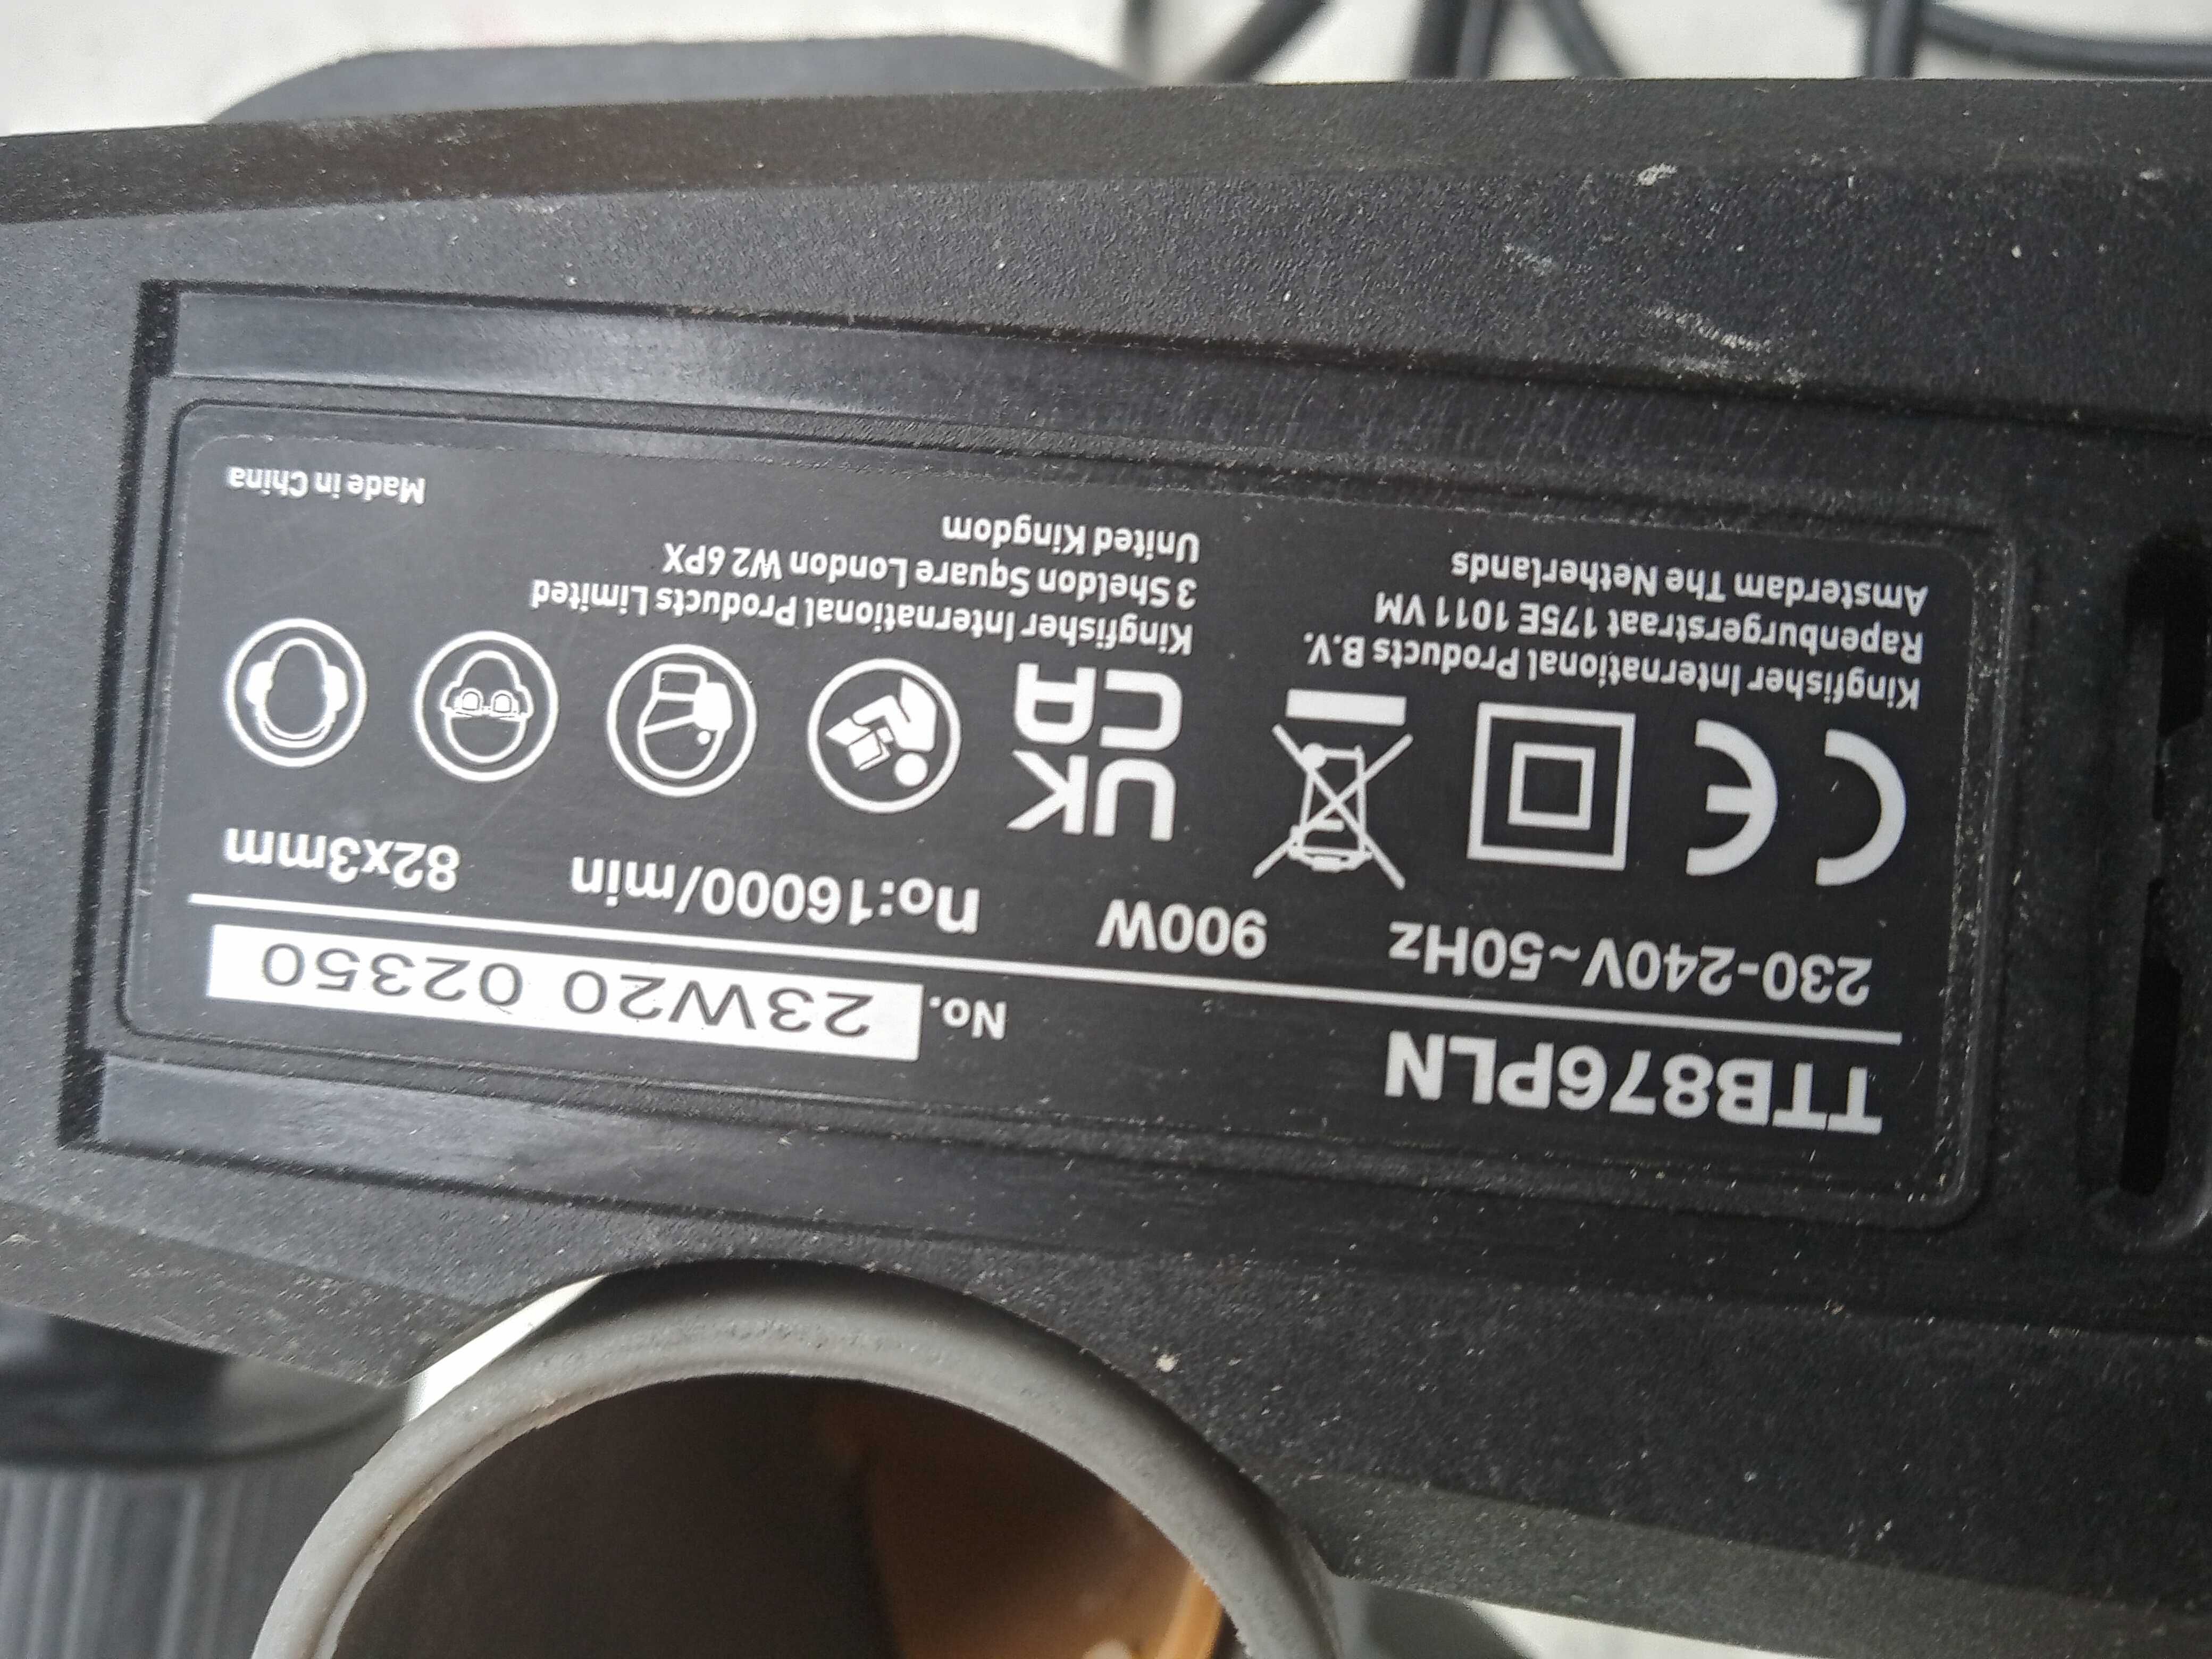 TTB876PLN
No. 23W20 02350
230-240V~50Hz 900W no:16000/min 82x3mm
CE
UK
CA
Kingfisher International Products B.V.
Rapenburgerstraat 175E 1011 VM
Amsterdam The Netherlands
Kingfisher International Products Limited
3 Sheldon Square London W2 6PX
United Kingdom
Made in China